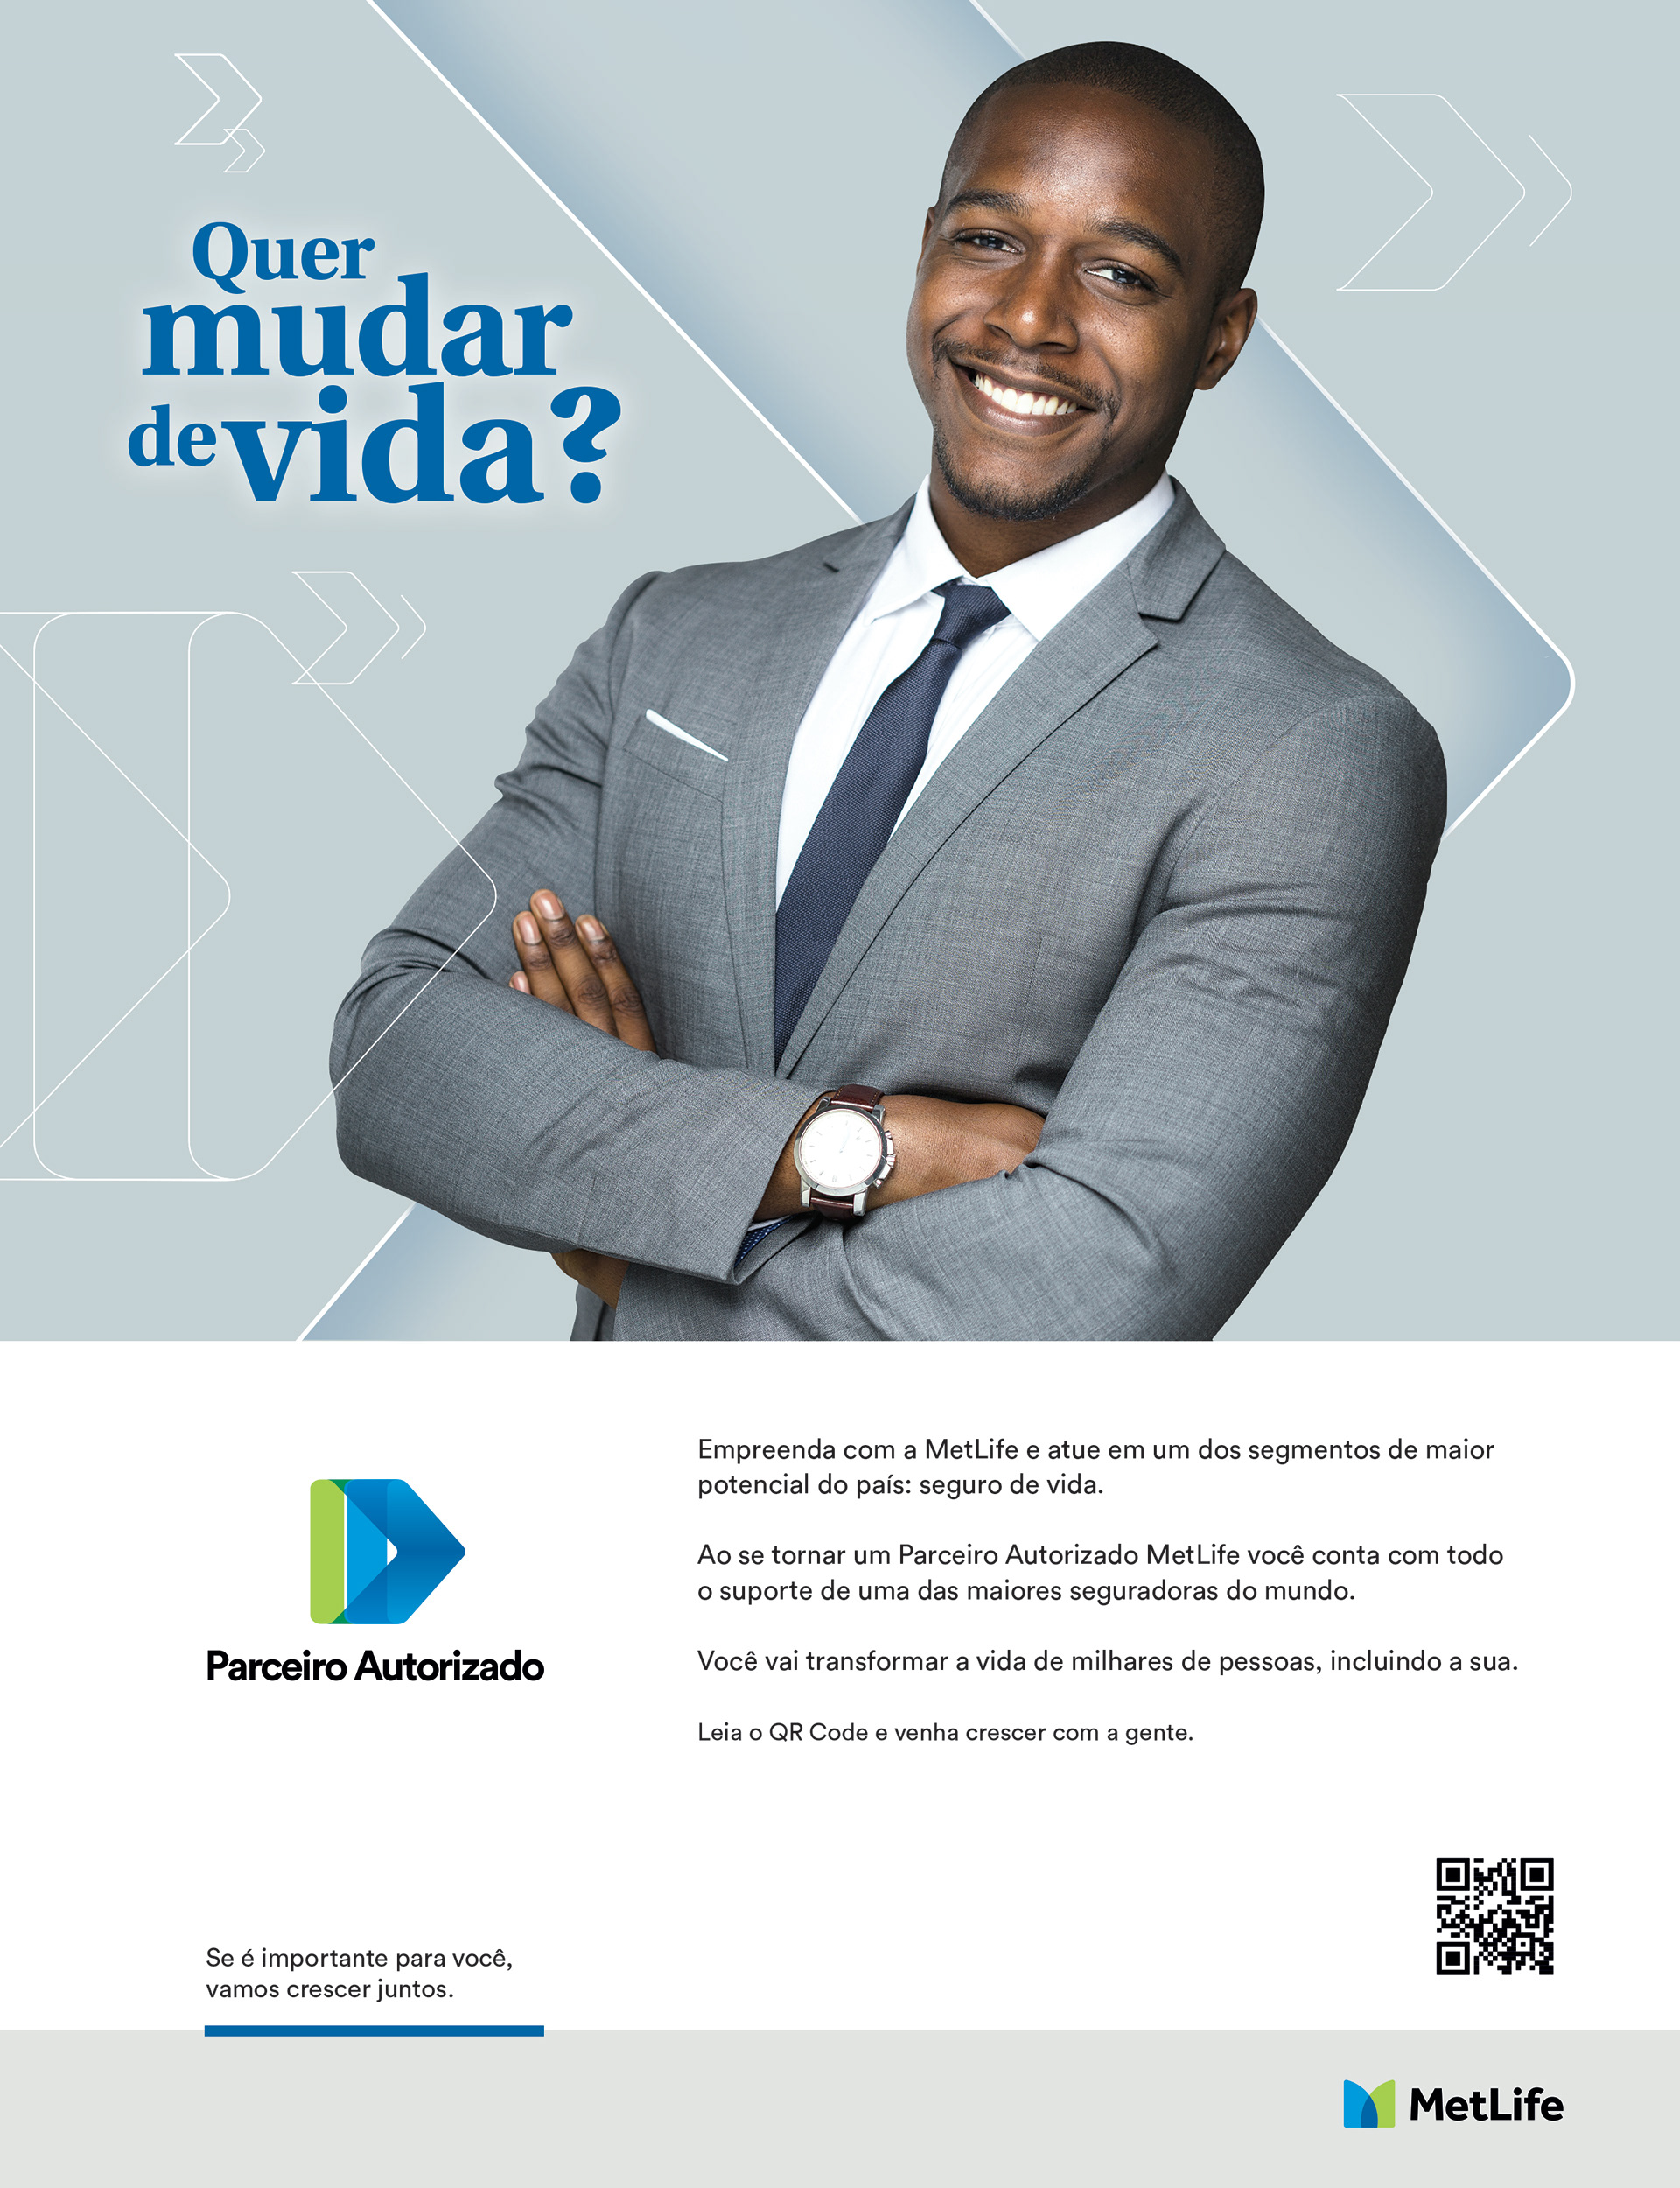 Quer
mudar
de vida?
Empreenda com a MetLife e atue em um dos segmentos de maior
potencial do país: seguro de vida.
Ao se tornar um Parceiro Autorizado MetLife você conta com todo
o suporte de uma das maiores seguradoras do mundo.
Você vai transformar a vida de milhares de pessoas, incluindo a sua.
Leia o QR Code e venha crescer com a gente.
Parceiro Autorizado
Se é importante para você,
vamos crescer juntos.
MetLife